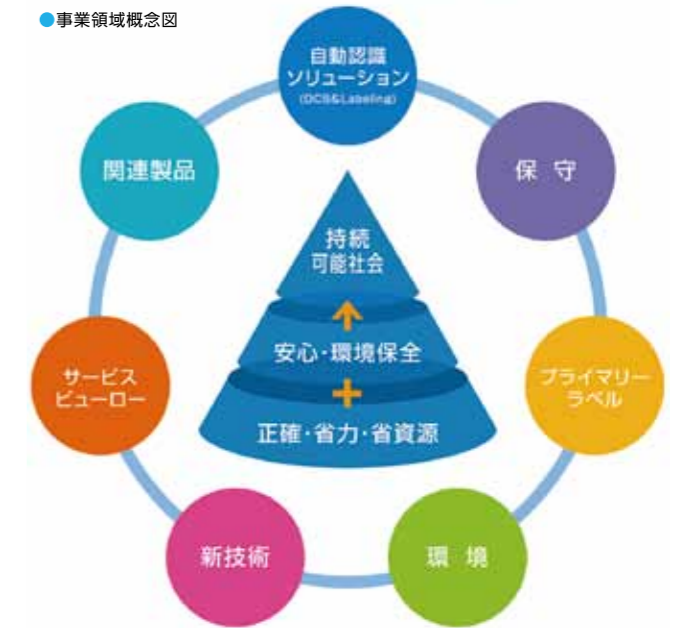 ●事業領域概念図
自動認識
ソリューション
(DCS&Labeling)
関連製品
保 守
持続
可能社会
安心・環境保全
正確・省力・省資源
サービス
ビューロー
プライマリー
ラベル
新技術
環 境